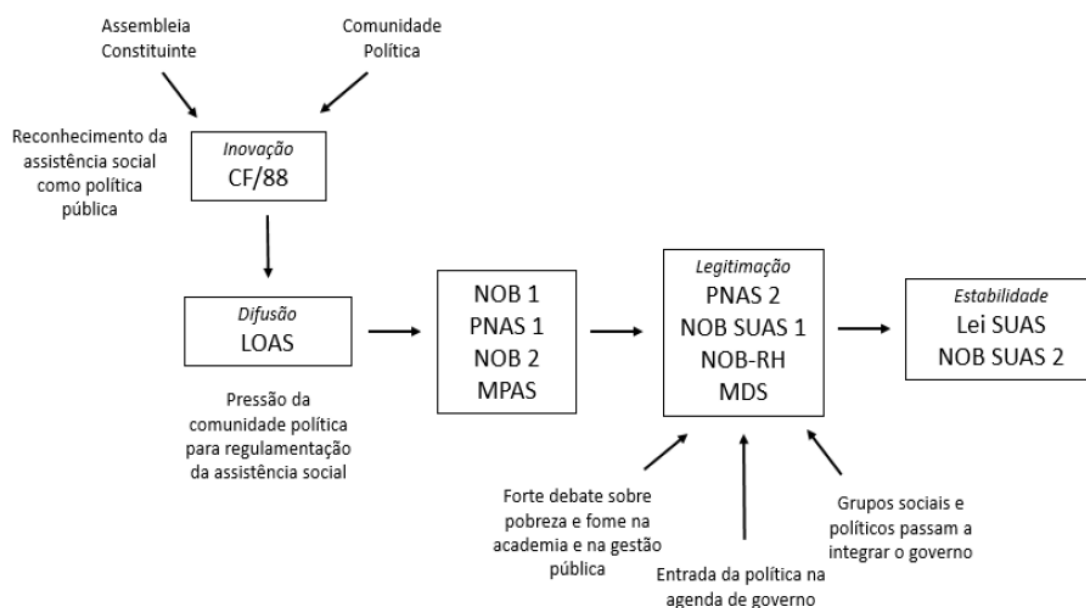 Assembleia
Constituinte
Comunidade
Política
Reconhecimento da
assistência social
como política
pública
Inovação
CF/88
Difusão
LOAS
Pressão da
comunidade política
para regulamentação
da assistência social
NOB 1
PNAS 1
NOB 2
MPAS
Legitimação
PNAS 2
NOB SUAS 1
NOB-RH
MDS
Estabilidade
Lei SUAS
NOB SUAS 2
Forte debate sobre
pobreza e fome na
academia e na gestão
pública
Entrada da política na
agenda de governo
Grupos sociais e
políticos passam a
integrar o governo